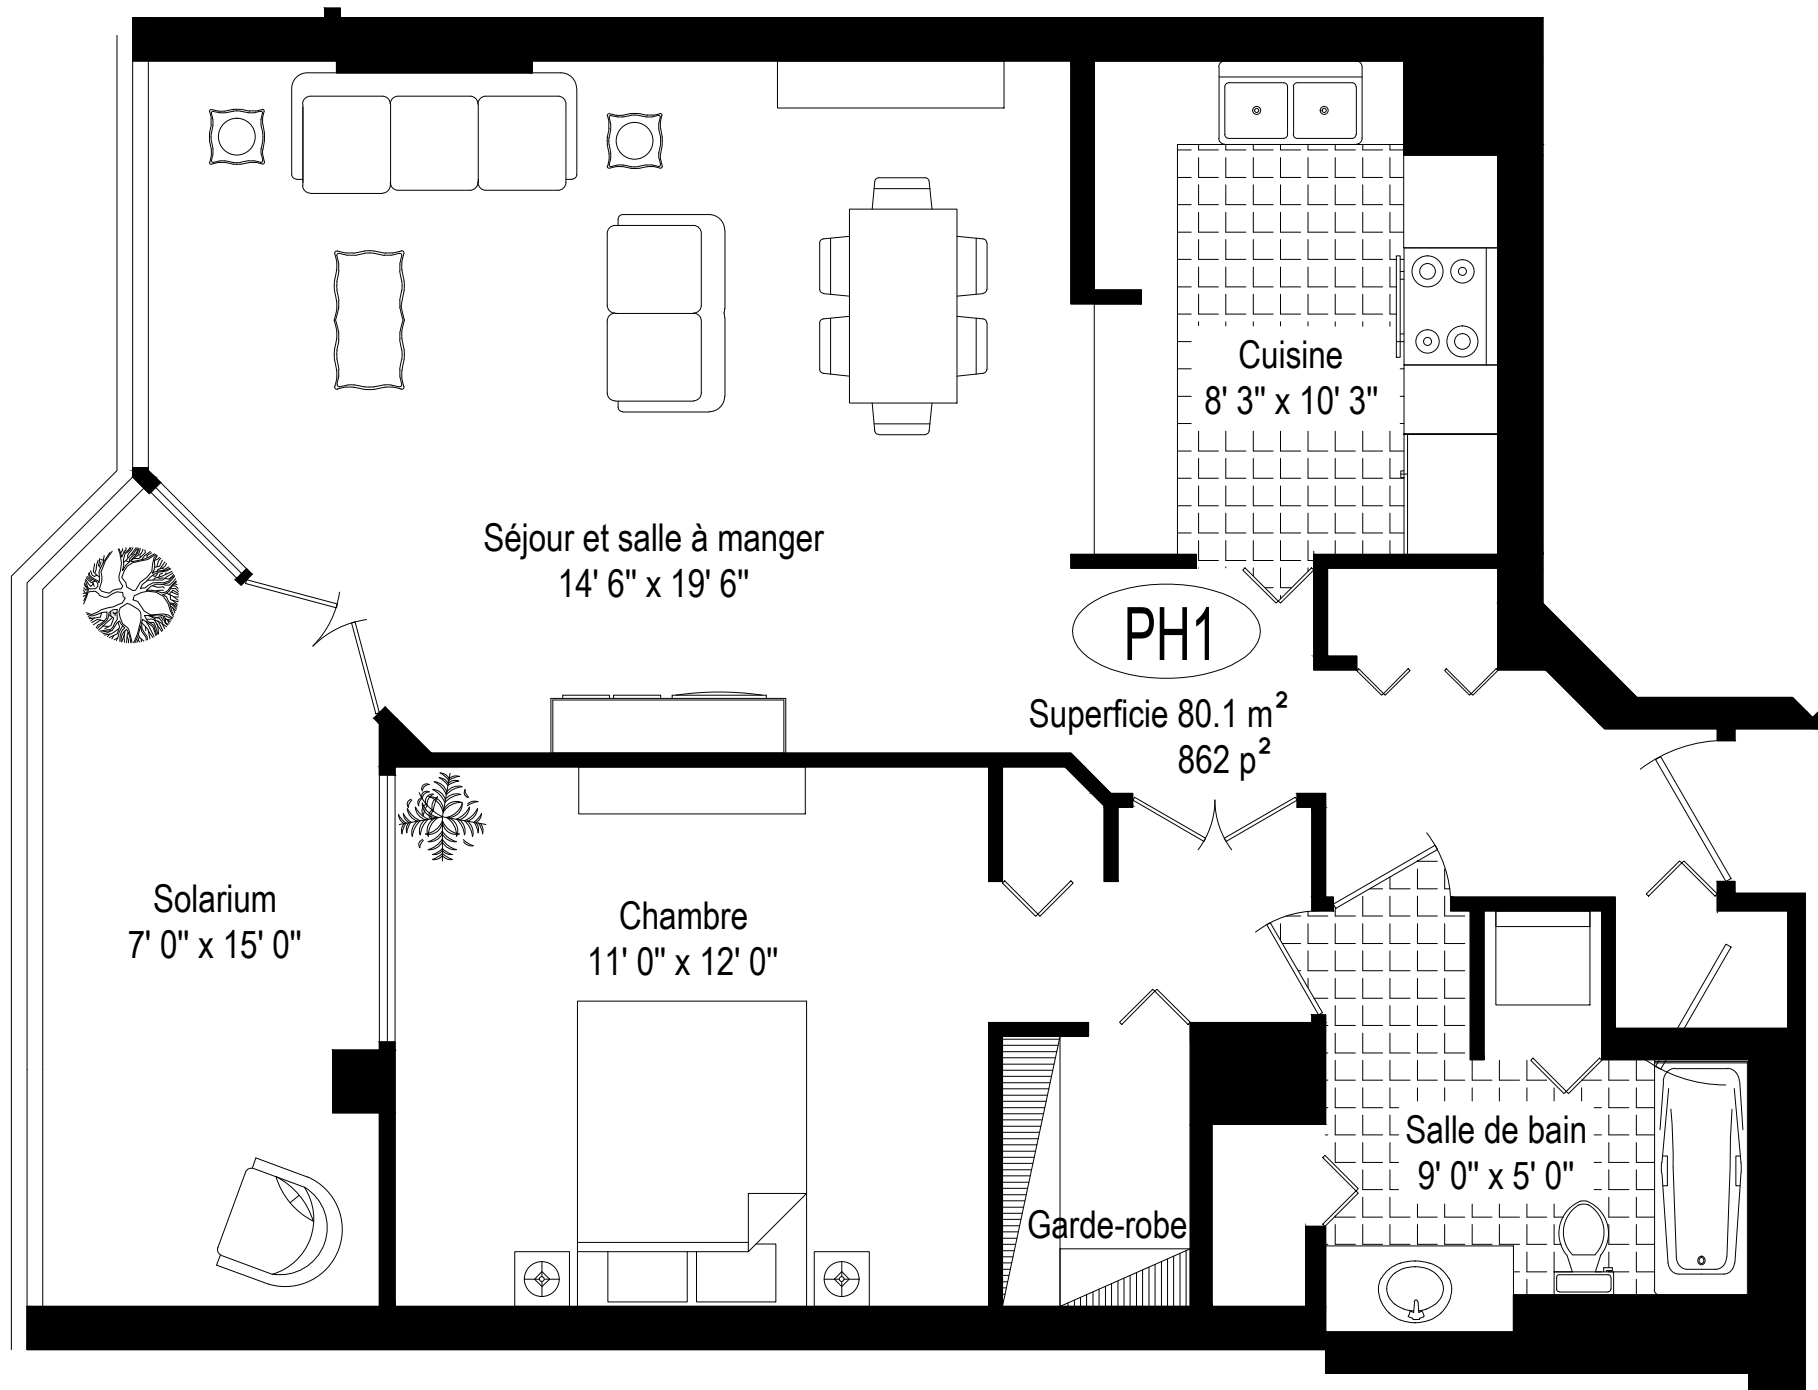 Cuisine
8' 3" x 10' 3"
Séjour et salle à manger
14' 6" x 19' 6"
PH1
Superficie 80.1 m²
862 p²
Solarium
7' 0" x 15' 0"
Chambre
11' 0" x 12' 0"
Salle de bain
9' 0" x 5' 0"
Garde-robe